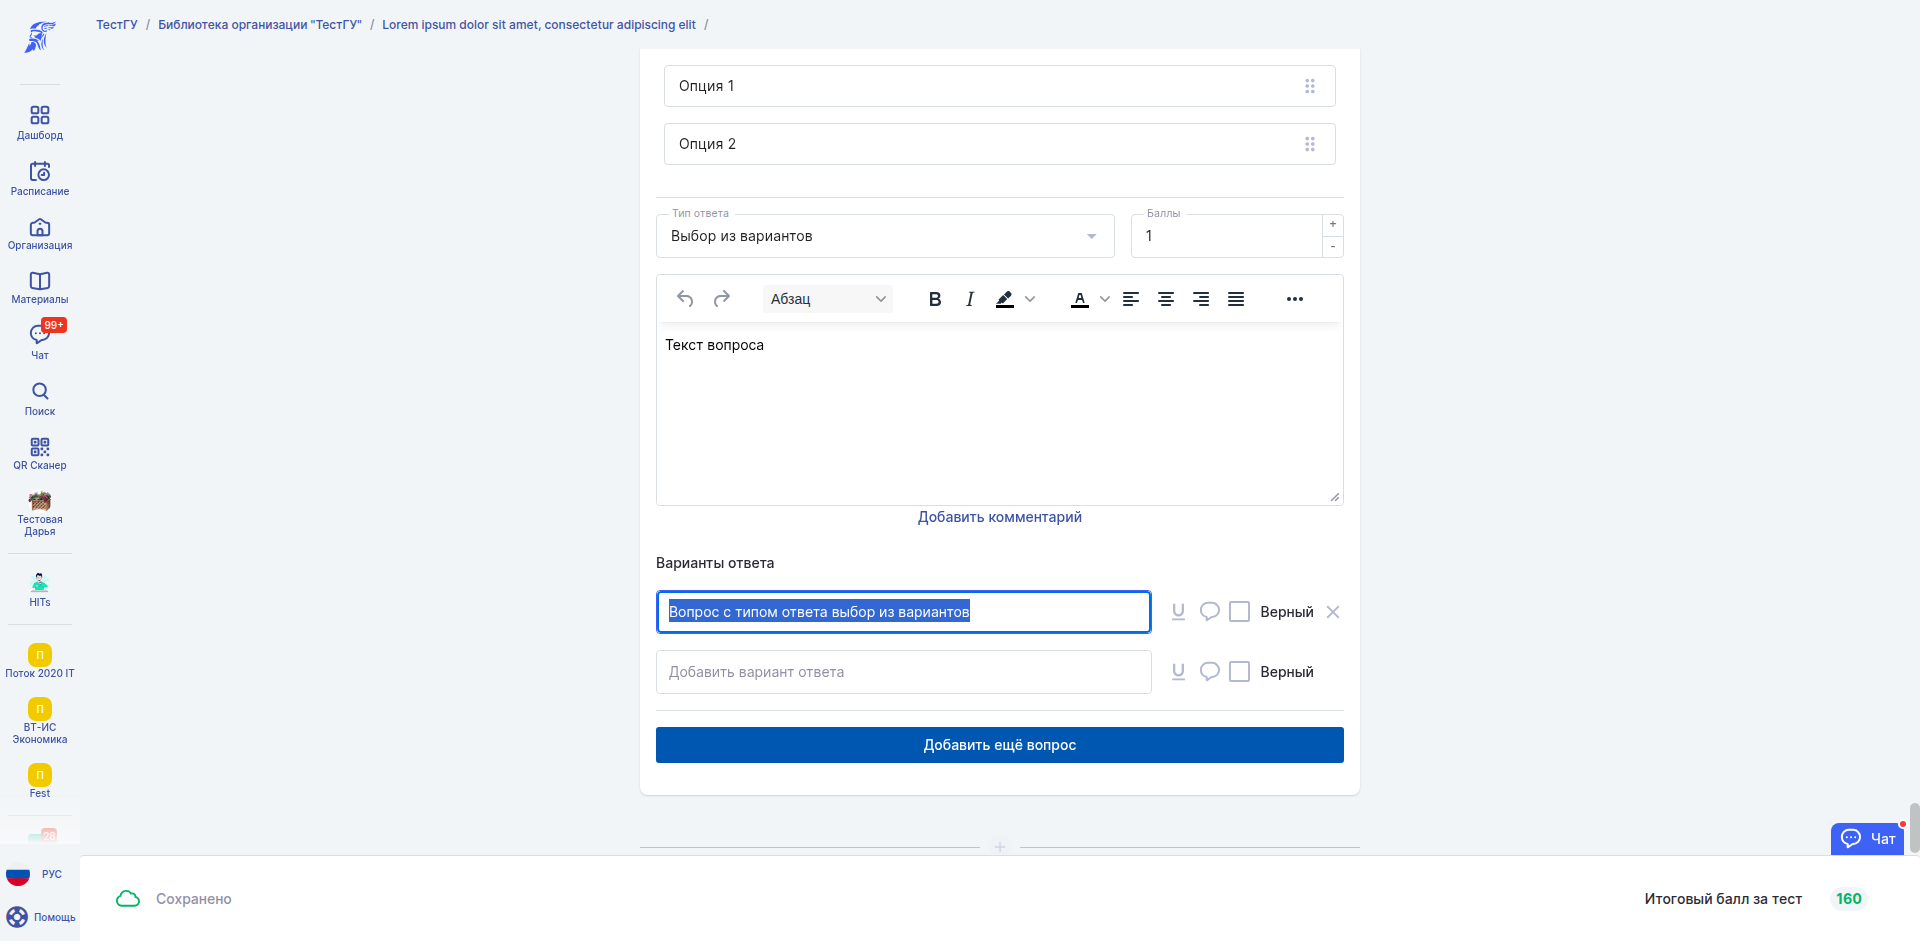 ТестГУ / Библиотека организации "ТестГУ" / Lorem ipsum dolor sit amet, consectetur adipiscing elit /
Дашборд
Расписание
Организация
Материалы
99+
Чат
Поиск
QR Сканер
Тестовая
Дарья
HITs
П
Поток 2020 IT
П
ВТ-ИС
Экономика
П
Fest
28
РУС
Помощь
Опция 1
Опция 2
Тип ответа
Выбор из вариантов
Баллы
1
+
-
Абзац
B I A
Текст вопроса
Добавить комментарий
Варианты ответа
Вопрос с типом ответа выбор из вариантов
U Верный
Добавить вариант ответа
U Верный
Добавить ещё вопрос
+
Чат
Сохранено
Итоговый балл за тест 160